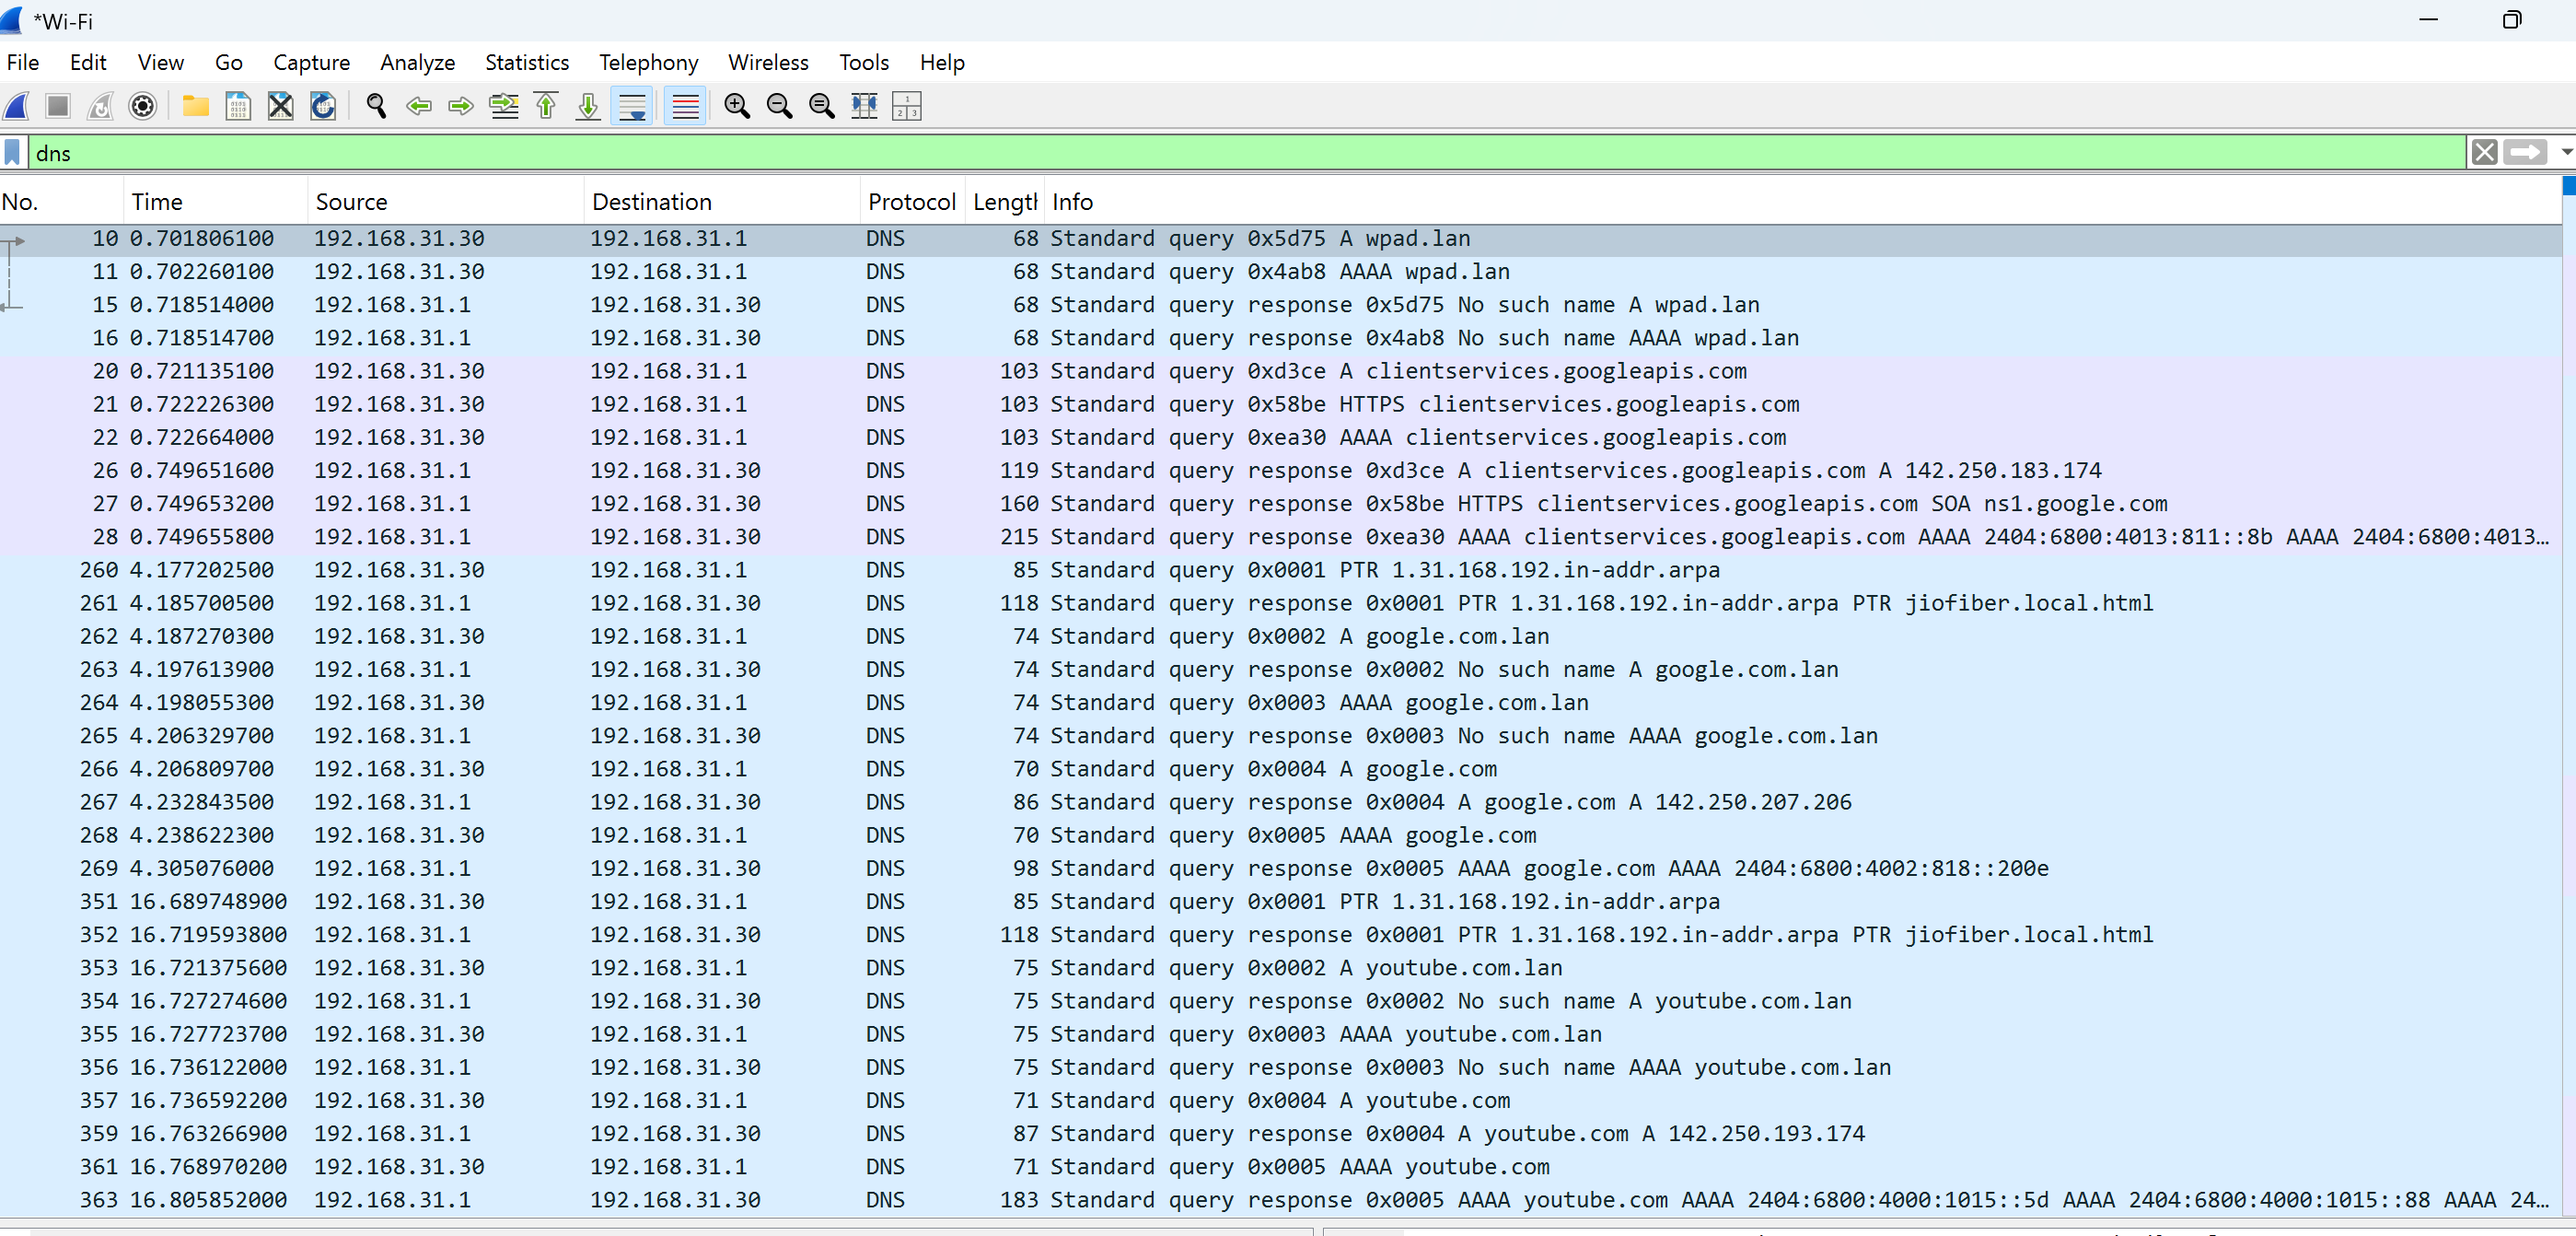 *Wi-Fi
File Edit View Go Capture Analyze Statistics Telephony Wireless Tools Help
dns
No. Time Source Destination Protocol Length Info
10 0.701806100 192.168.31.30 192.168.31.1 DNS 68 Standard query 0x5d75 A wpad.lan
11 0.702260100 192.168.31.30 192.168.31.1 DNS 68 Standard query 0x4ab8 AAAA wpad.lan
15 0.718514000 192.168.31.1 192.168.31.30 DNS 68 Standard query response 0x5d75 No such name A wpad.lan
16 0.718514700 192.168.31.1 192.168.31.30 DNS 68 Standard query response 0x4ab8 No such name AAAA wpad.lan
20 0.721135100 192.168.31.30 192.168.31.1 DNS 103 Standard query 0xd3ce A clientservices.googleapis.com
21 0.722226300 192.168.31.30 192.168.31.1 DNS 103 Standard query 0x58be HTTPS clientservices.googleapis.com
22 0.722664000 192.168.31.30 192.168.31.1 DNS 103 Standard query 0xea30 AAAA clientservices.googleapis.com
26 0.749651600 192.168.31.1 192.168.31.30 DNS 119 Standard query response 0xd3ce A clientservices.googleapis.com A 142.250.183.174
27 0.749653200 192.168.31.1 192.168.31.30 DNS 160 Standard query response 0x58be HTTPS clientservices.googleapis.com SOA ns1.google.com
28 0.749655800 192.168.31.1 192.168.31.30 DNS 215 Standard query response 0xea30 AAAA clientservices.googleapis.com AAAA 2404:6800:4013:811::8b AAAA 2404:6800:4013…
260 4.177202500 192.168.31.30 192.168.31.1 DNS 85 Standard query 0x0001 PTR 1.31.168.192.in-addr.arpa
261 4.185700500 192.168.31.1 192.168.31.30 DNS 118 Standard query response 0x0001 PTR 1.31.168.192.in-addr.arpa PTR jiofiber.local.html
262 4.187270300 192.168.31.30 192.168.31.1 DNS 74 Standard query 0x0002 A google.com.lan
263 4.197613900 192.168.31.1 192.168.31.30 DNS 74 Standard query response 0x0002 No such name A google.com.lan
264 4.198055300 192.168.31.30 192.168.31.1 DNS 74 Standard query 0x0003 AAAA google.com.lan
265 4.206329700 192.168.31.1 192.168.31.30 DNS 74 Standard query response 0x0003 No such name AAAA google.com.lan
266 4.206809700 192.168.31.30 192.168.31.1 DNS 70 Standard query 0x0004 A google.com
267 4.232843500 192.168.31.1 192.168.31.30 DNS 86 Standard query response 0x0004 A google.com A 142.250.207.206
268 4.238622300 192.168.31.30 192.168.31.1 DNS 70 Standard query 0x0005 AAAA google.com
269 4.305076000 192.168.31.1 192.168.31.30 DNS 98 Standard query response 0x0005 AAAA google.com AAAA 2404:6800:4002:818::200e
351 16.689748900 192.168.31.30 192.168.31.1 DNS 85 Standard query 0x0001 PTR 1.31.168.192.in-addr.arpa
352 16.719593800 192.168.31.1 192.168.31.30 DNS 118 Standard query response 0x0001 PTR 1.31.168.192.in-addr.arpa PTR jiofiber.local.html
353 16.721375600 192.168.31.30 192.168.31.1 DNS 75 Standard query 0x0002 A youtube.com.lan
354 16.727274600 192.168.31.1 192.168.31.30 DNS 75 Standard query response 0x0002 No such name A youtube.com.lan
355 16.727723700 192.168.31.30 192.168.31.1 DNS 75 Standard query 0x0003 AAAA youtube.com.lan
356 16.736122000 192.168.31.1 192.168.31.30 DNS 75 Standard query response 0x0003 No such name AAAA youtube.com.lan
357 16.736592200 192.168.31.30 192.168.31.1 DNS 71 Standard query 0x0004 A youtube.com
359 16.763266900 192.168.31.1 192.168.31.30 DNS 87 Standard query response 0x0004 A youtube.com A 142.250.193.174
361 16.768970200 192.168.31.30 192.168.31.1 DNS 71 Standard query 0x0005 AAAA youtube.com
363 16.805852000 192.168.31.1 192.168.31.30 DNS 183 Standard query response 0x0005 AAAA youtube.com AAAA 2404:6800:4000:1015::5d AAAA 2404:6800:4000:1015::88 AAAA 24…